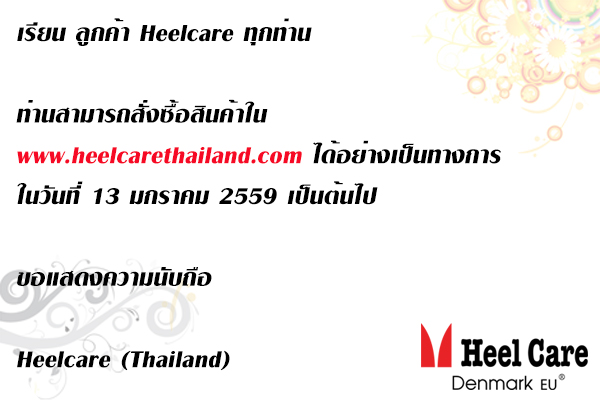 เรียน ลูกค้า Heelcare ทุกท่าน
ท่านสามารถสั่งซื้อสินค้าใน
www.heelcarethailand.com ได้อย่างเป็นทางการ
ในวันที่ 13 มกราคม 2559 เป็นต้นไป
ขอแสดงความนับถือ
Heelcare (Thailand)
Heel Care
Denmark EU®